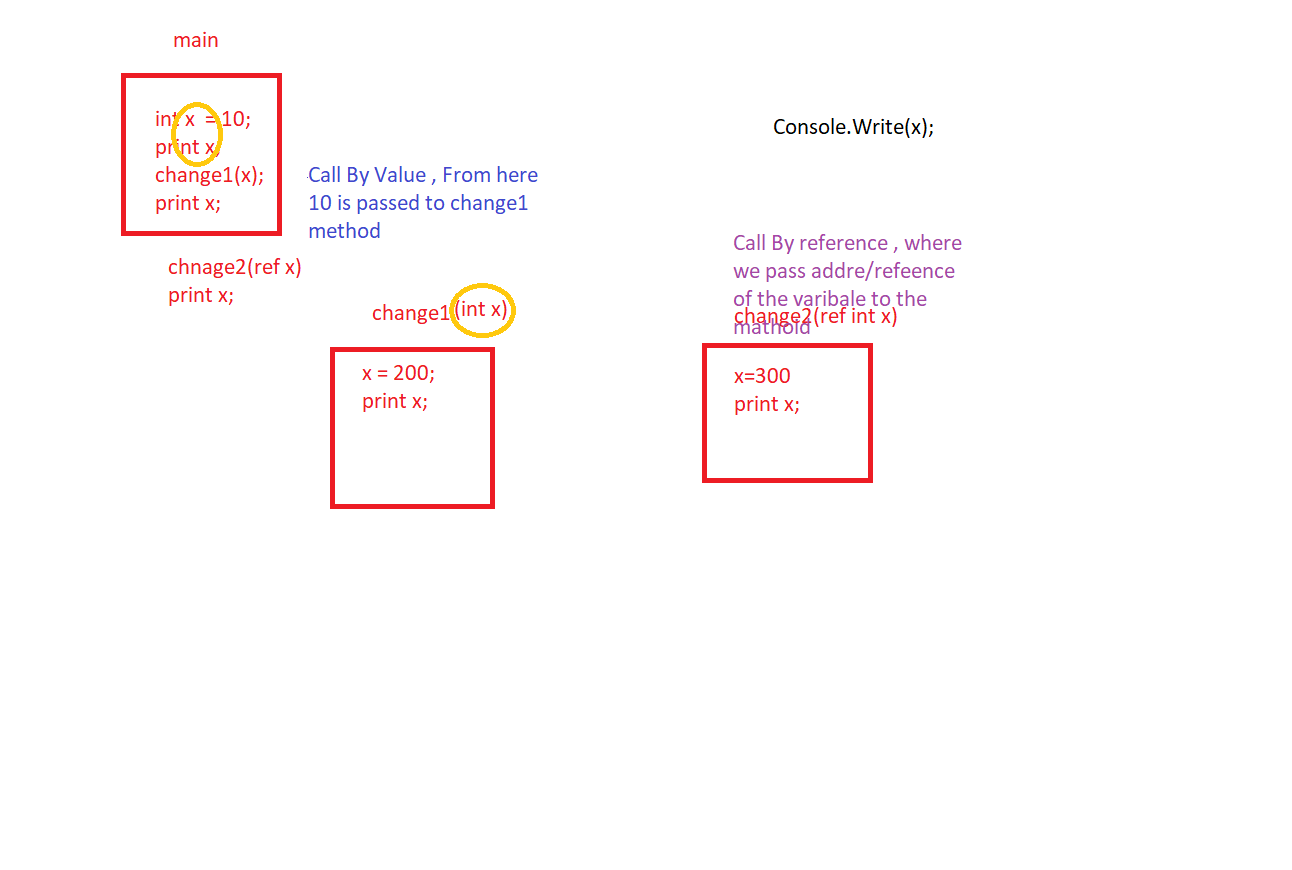 main
int x  = 10;
print x;
change1(x);
print x;
chnage2(ref x)
print x;
Call By Value , From here
10 is passed to change1
method
change1
(int x)
x = 200;
print x;
Console.Write(x);
Call By reference , where
we pass addre/refeence
of the varibale to the
mathold
change2(ref int x)
x=300
print x;